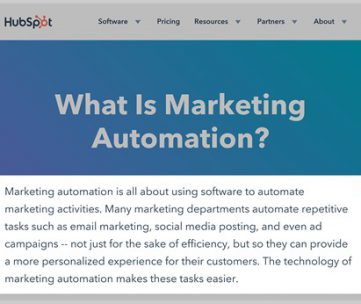 HubSpot Software Pricing Resources Partners About
What Is Marketing
Automation?
Marketing automation is all about using software to automate
marketing activities. Many marketing departments automate repetitive
tasks such as email marketing, social media posting, and even ad
campaigns -- not just for the sake of efficiency, but so they can provide
a more personalized experience for their customers. The technology of
marketing automation makes these tasks easier.